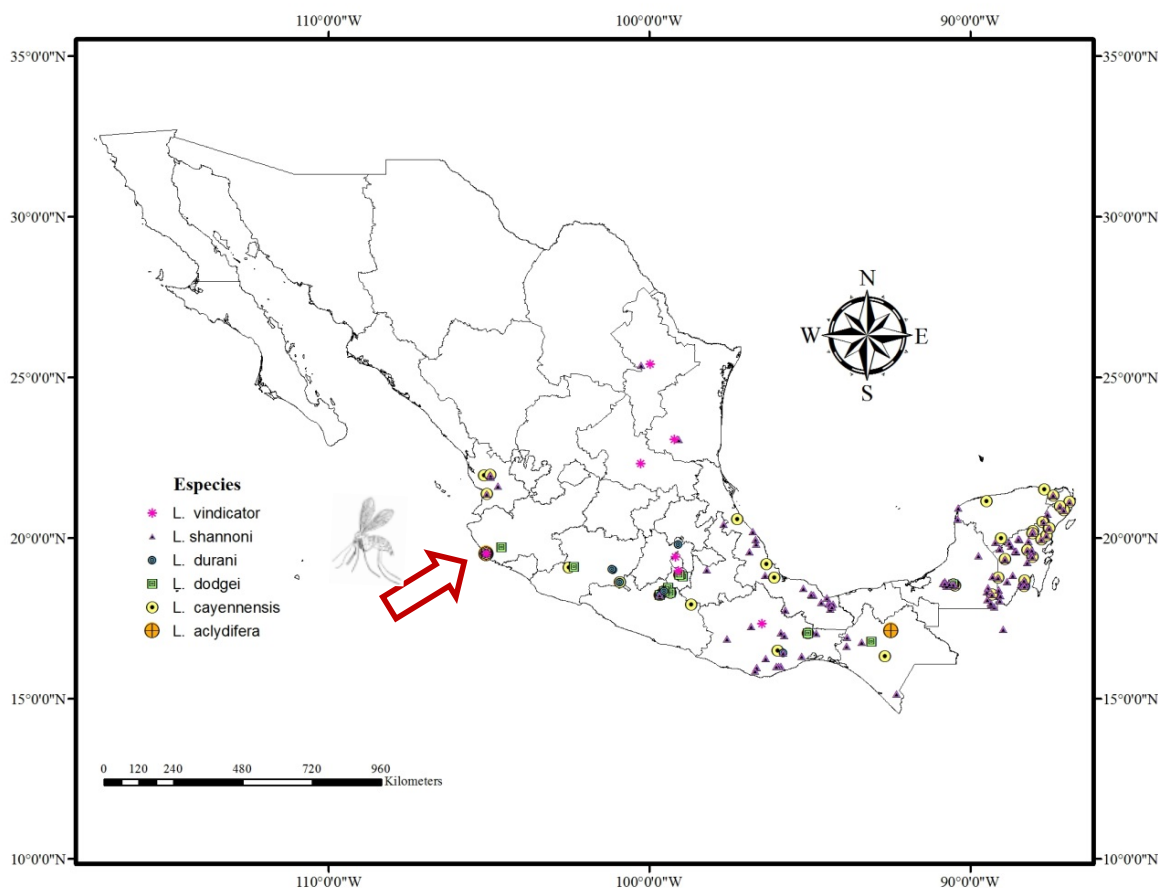 110°0'0"W
100°0'0"W
90°0'0"W
35°0'0"N
35°0'0"N
30°0'0"N
30°0'0"N
N
W
E
S
25°0'0"N
25°0'0"N
Especies
L. vindicator
L. shannoni
L. durani
L. dodgei
L. cayennensis
L. aclydifera
20°0'0"N
20°0'0"N
15°0'0"N
15°0'0"N
0 120 240 480 720 960
Kilometers
10°0'0"N
10°0'0"N
110°0'0"W
100°0'0"W
90°0'0"W